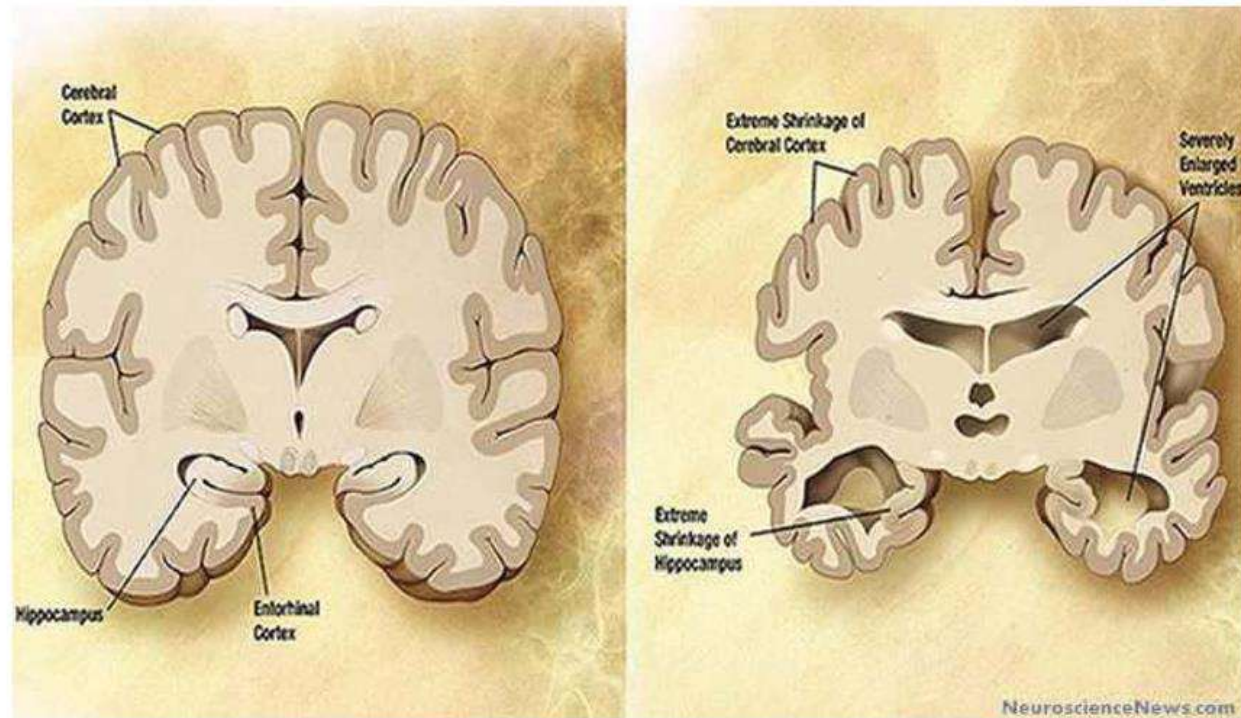 Cerebral
Cortex
Hippocampus
Entorhinal
Cortex
Extreme Shrinkage of
Cerebral Cortex
Severely
Enlarged
Ventricles
Extreme
Shrinkage of
Hippocampus
NeuroscienceNews.com